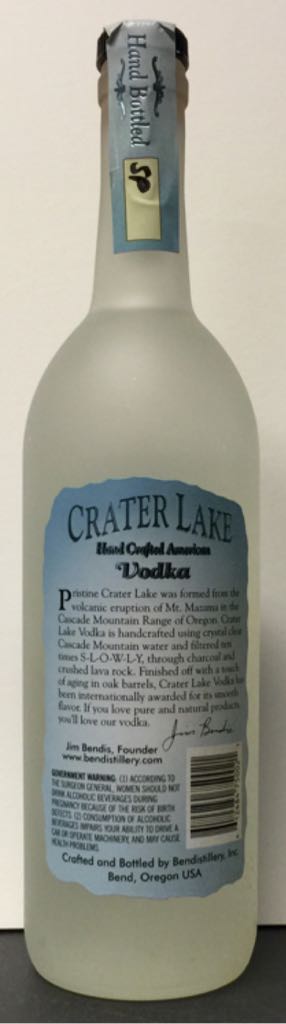 Hand Bottled
SP
CRATER LAKE
Hand Crafted American
Vodka
Pristine Crater Lake was formed from the
volcanic eruption of Mt. Mazama in the
Cascade Mountain Range of Oregon. Crater
Lake Vodka is handcrafted using crystal clear
Cascade Mountain water and filtered ten
times S-L-O-W-L-Y, through charcoal and
crushed lava rock. Finished off with a touch
of aging in oak barrels, Crater Lake Vodka has
been internationally awarded for its smooth
flavor. If you love pure and natural products,
you'll love our vodka.
Jim Bendis
Jim Bendis, Founder
www.bendistillery.com
GOVERNMENT WARNING: (1) ACCORDING TO
THE SURGEON GENERAL, WOMEN SHOULD NOT
DRINK ALCOHOLIC BEVERAGES DURING
PREGNANCY BECAUSE OF THE RISK OF BIRTH
DEFECTS. (2) CONSUMPTION OF ALCOHOLIC
BEVERAGES IMPAIRS YOUR ABILITY TO DRIVE A
CAR OR OPERATE MACHINERY, AND MAY CAUSE
HEALTH PROBLEMS.
Crafted and Bottled by Bendistillery, Inc.
Bend, Oregon USA